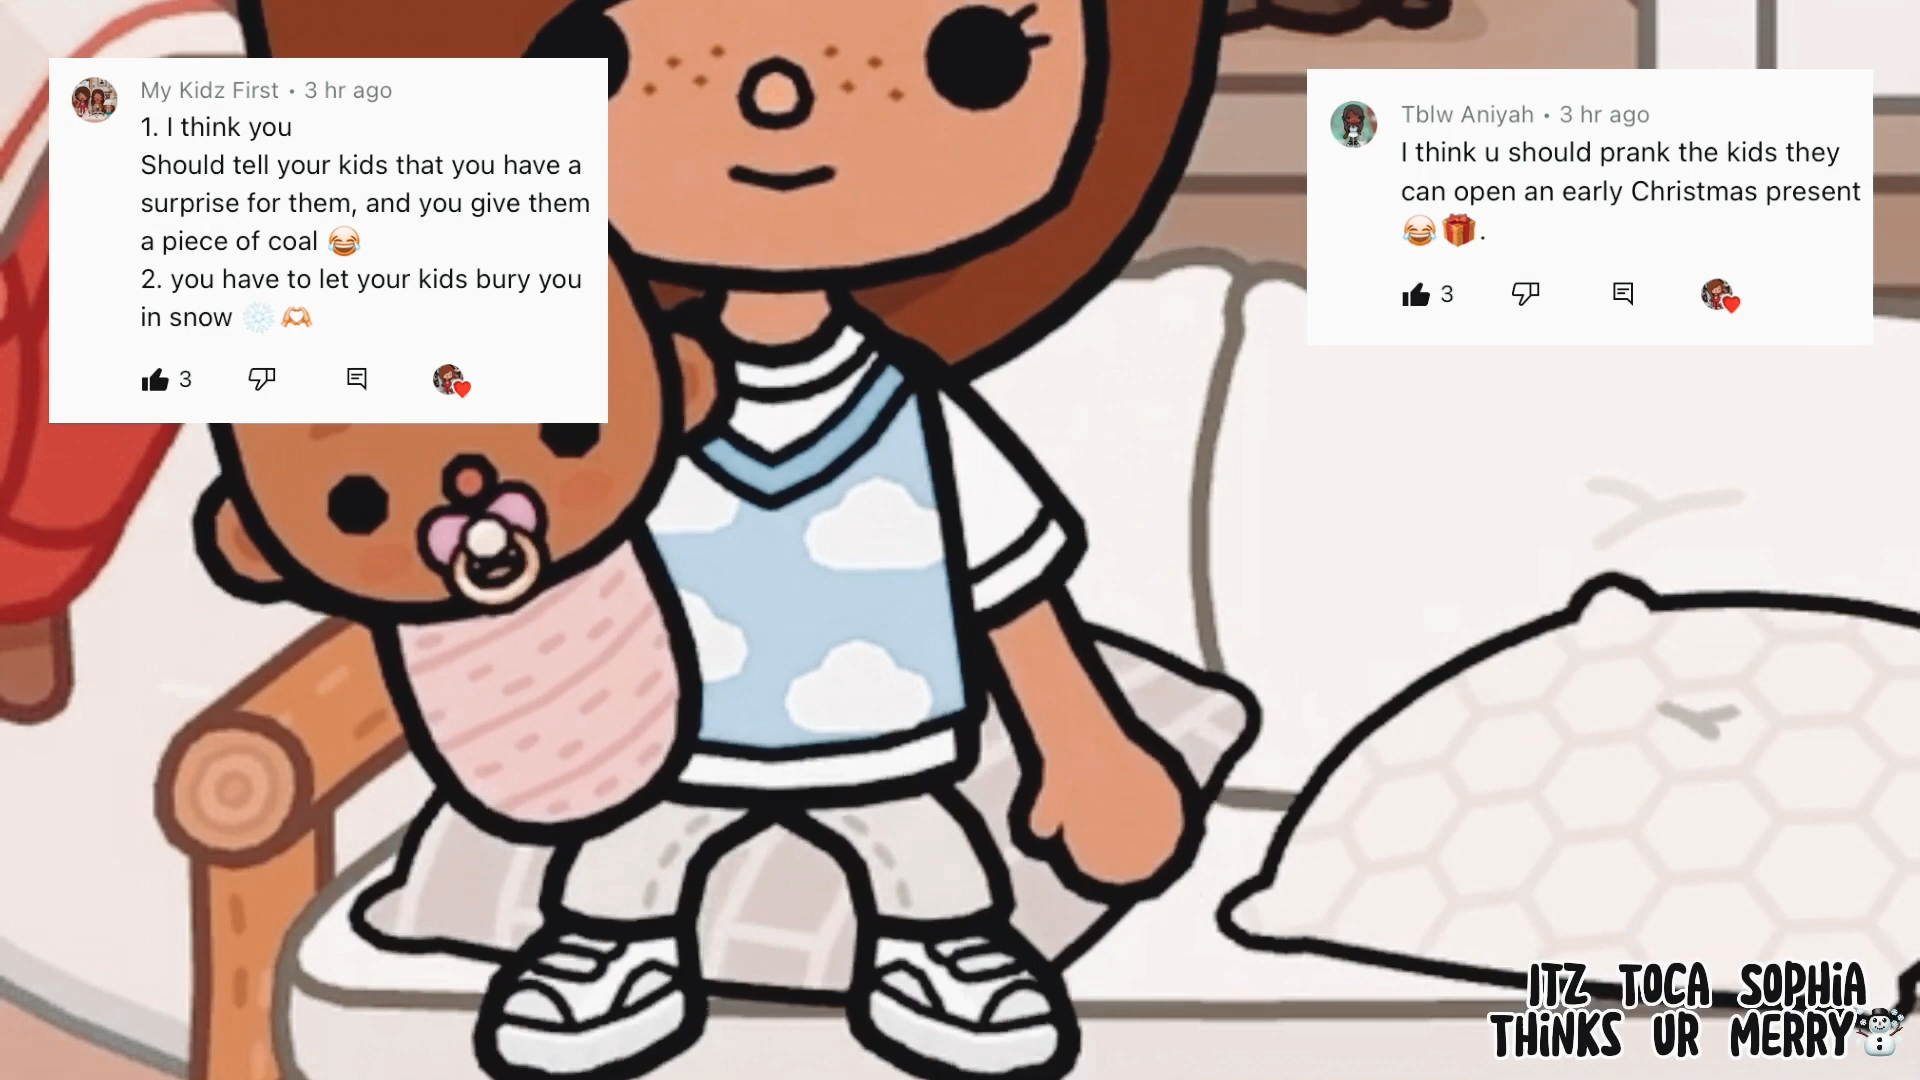 My Kidz First • 3 hr ago
1. I think you
Should tell your kids that you have a
surprise for them, and you give them
a piece of coal 😂
2. you have to let your kids bury you
in snow ❄️🫶
3
Tblw Aniyah • 3 hr ago
I think u should prank the kids they
can open an early Christmas present
😂🎁.
3
ITZ TOCA SOPHiA
THiNKS UR MERRY⛄